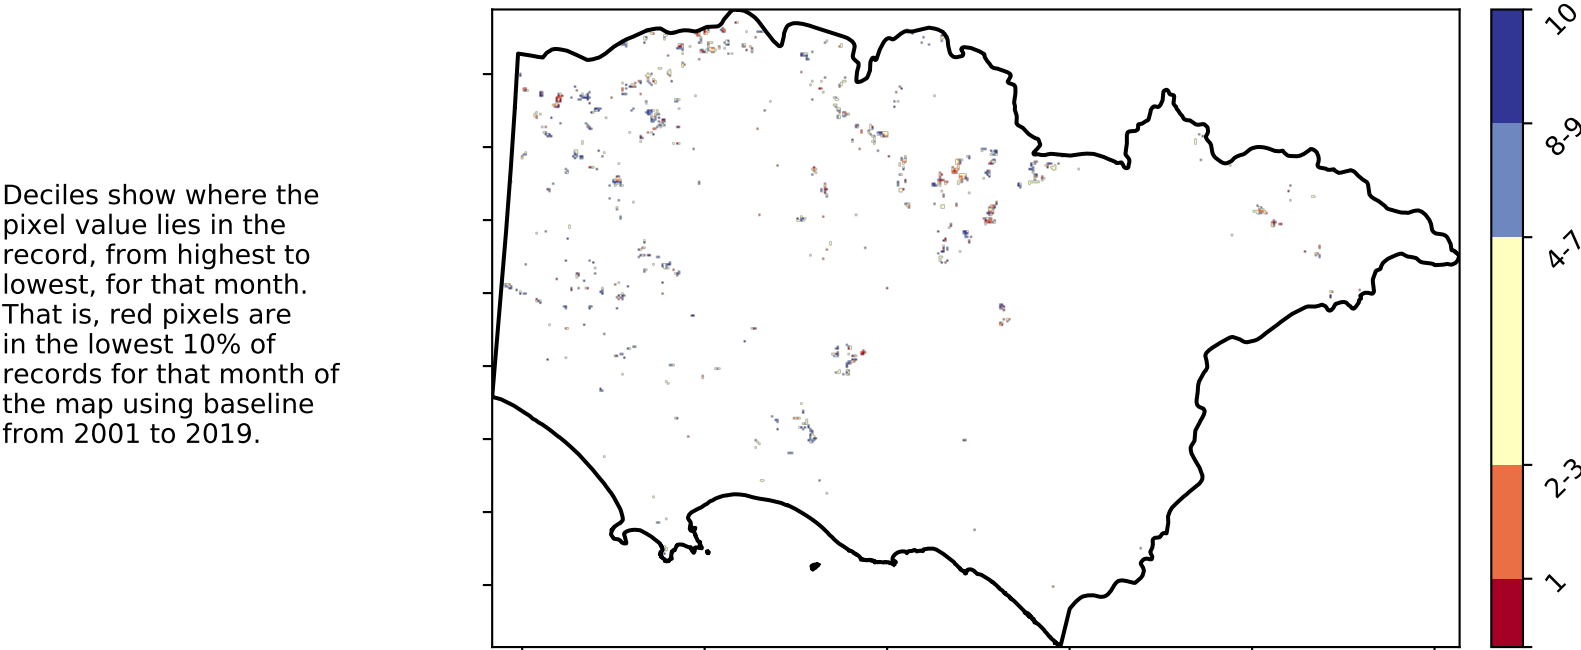 Deciles show where the
pixel value lies in the
record, from highest to
lowest, for that month.
That is, red pixels are
in the lowest 10% of
records for that month of
the map using baseline
from 2001 to 2019.
10
8-9
4-7
2-3
1